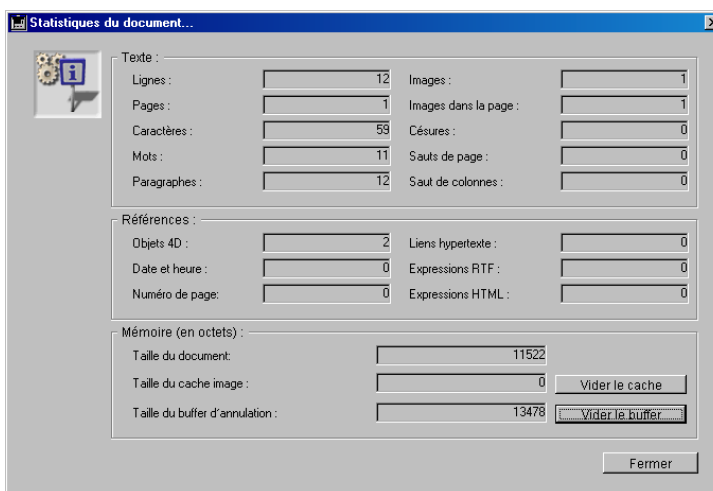 Statistiques du document...
Texte :
Lignes : 12 Images : 1
Pages : 1 Images dans la page : 1
Caractères : 59 Césures : 0
Mots : 11 Sauts de page : 0
Paragraphes : 12 Saut de colonnes : 0
Références :
Objets 4D : 2 Liens hypertexte : 0
Date et heure : 0 Expressions RTF : 0
Numéro de page: 0 Expressions HTML : 0
Mémoire (en octets) :
Taille du document: 11522
Taille du cache image : 0 Vider le cache
Taille du buffer d'annulation : 13478 Vider le buffer
Fermer